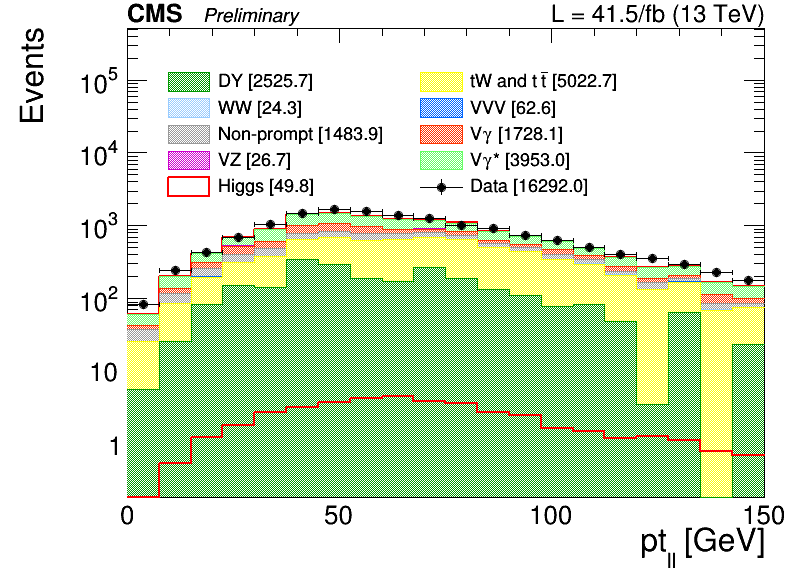 CMS Preliminary L = 41.5/fb (13 TeV)
Events
10⁵
10⁴
10³
10²
10
1
DY [2525.7] tW and t t̅ [5022.7]
WW [24.3] VVV [62.6]
Non-prompt [1483.9] Vγ [1728.1]
VZ [26.7] Vγ* [3953.0]
Higgs [49.8] Data [16292.0]
0 50 100 150
pt_ll [GeV]